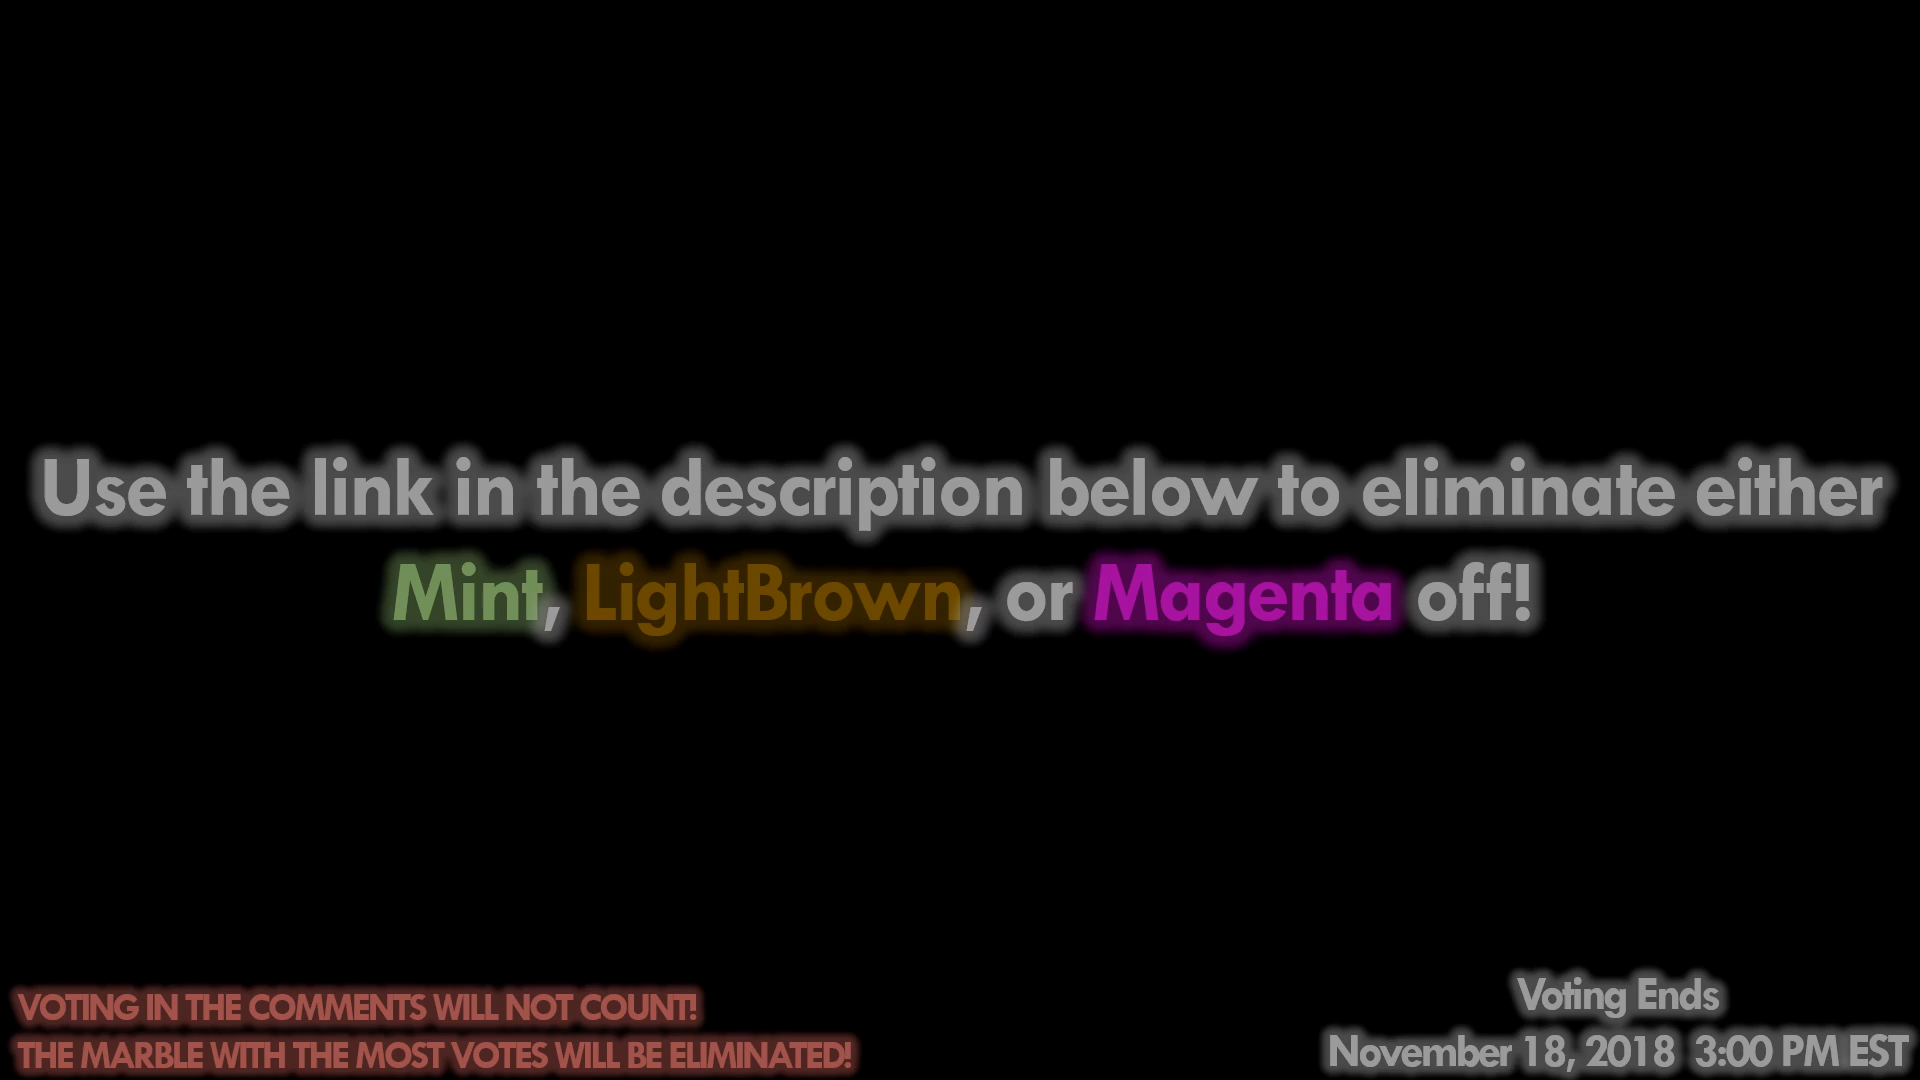 Use the link in the description below to eliminate either
Mint, LightBrown, or Magenta off!
VOTING IN THE COMMENTS WILL NOT COUNT!
THE MARBLE WITH THE MOST VOTES WILL BE ELIMINATED!
Voting Ends
November 18, 2018 3:00 PM EST